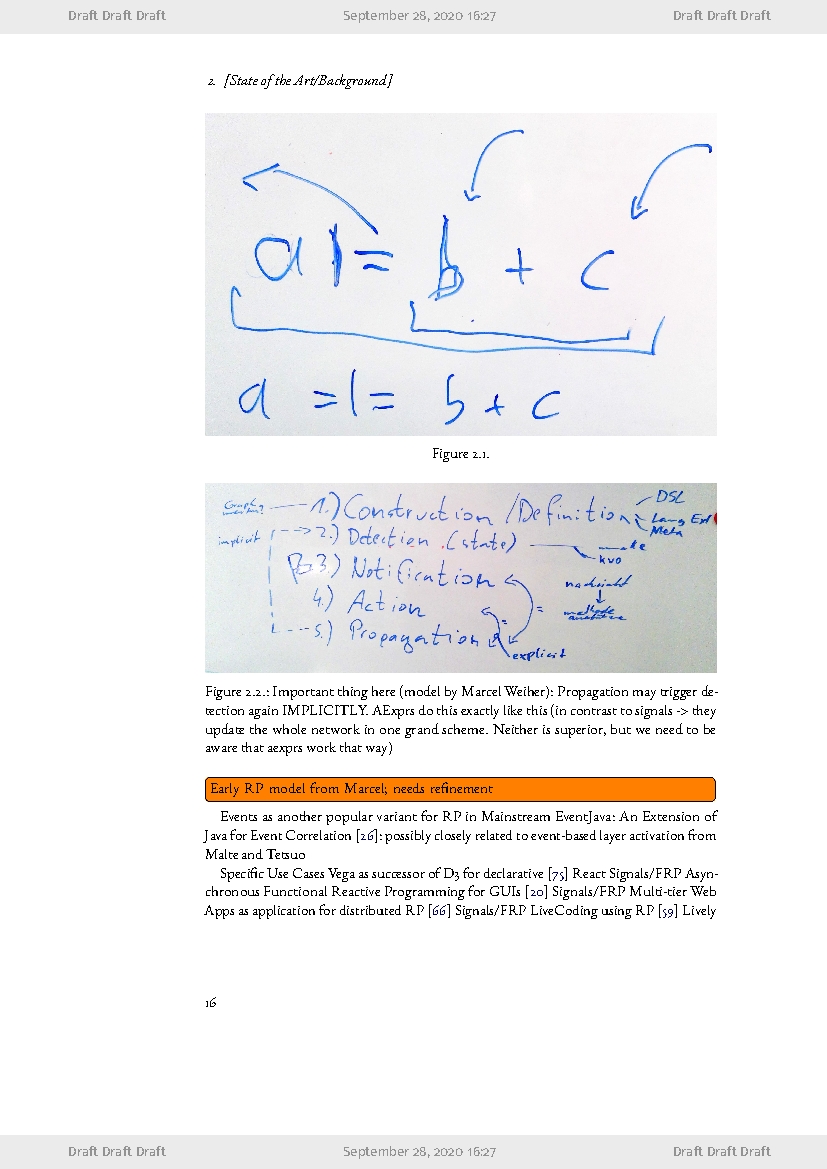 Draft Draft Draft September 28, 2020 16:27 Draft Draft Draft
2. [State of the Art/Background]
a |= b + c
a =|= b + c
Figure 2.1.
1.) Construction /Definition
DSL
Lang Ext
Meta
implicit
2.) Detection (state)
kvo
3.) Notification
nachricht
4.) Action
=
methode
5.) Propagation
=
explicit
Figure 2.2.: Important thing here (model by Marcel Weiher): Propagation may trigger de-
tection again IMPLICITLY. AExprs do this exactly like this (in contrast to signals -> they
update the whole network in one grand scheme. Neither is superior, but we need to be
aware that aexprs work that way)
Early RP model from Marcel; needs refinement
Events as another popular variant for RP in Mainstream EventJava: An Extension of
Java for Event Correlation [26]: possibly closely related to event-based layer activation from
Malte and Tetsuo
Specific Use Cases Vega as successor of D3 for declarative [75] React Signals/FRP Asyn-
chronous Functional Reactive Programming for GUIs [20] Signals/FRP Multi-tier Web
Apps as application for distributed RP [66] Signals/FRP LiveCoding using RP [59] Lively
16
Draft Draft Draft September 28, 2020 16:27 Draft Draft Draft